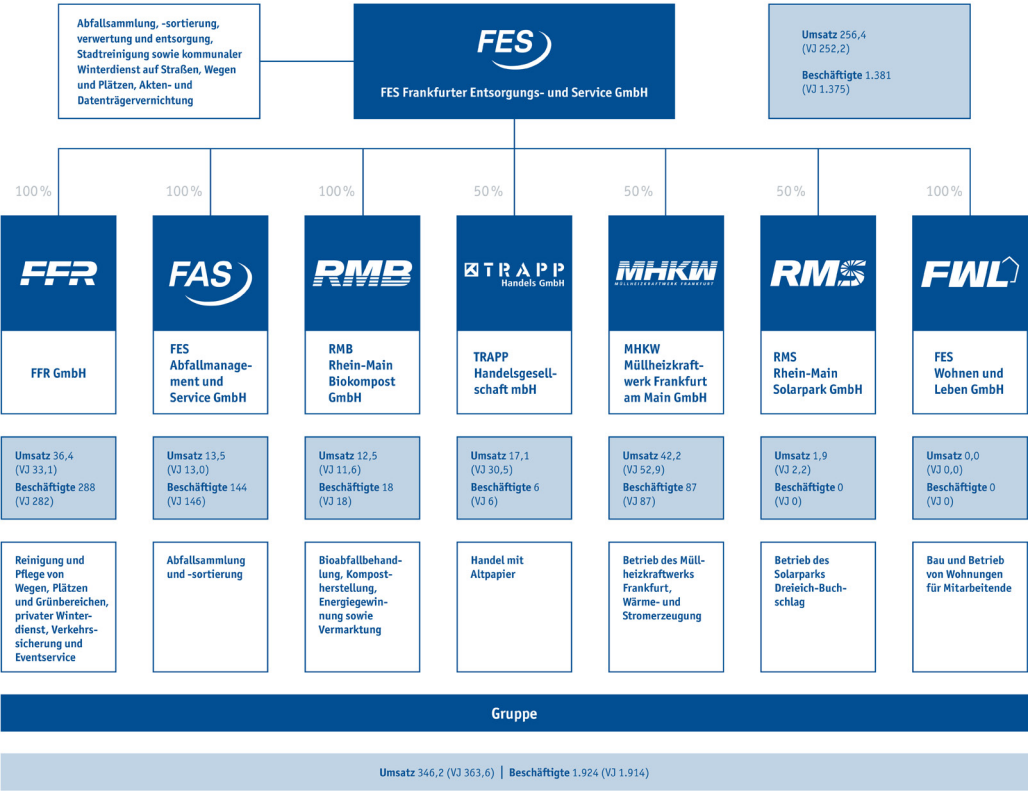 Abfallsammlung, -sortierung,
verwertung und entsorgung,
Stadtreinigung sowie kommunaler
Winterdienst auf Straßen, Wegen
und Plätzen, Akten- und
Datenträgervernichtung
FES
FES Frankfurter Entsorgungs- und Service GmbH
Umsatz 256,4
(VJ 252,2)
Beschäftigte 1.381
(VJ 1.375)
100 %
100 %
100 %
50 %
50 %
50 %
100 %
FFR
FFR GmbH
Umsatz 36,4
(VJ 33,1)
Beschäftigte 288
(VJ 282)
Reinigung und
Pflege von
Wegen, Plätzen
und Grünbereichen,
privater Winter-
dienst, Verkehrs-
sicherung und
Eventservice
FAS
FES
Abfallmanage-
ment und
Service GmbH
Umsatz 13,5
(VJ 13,0)
Beschäftigte 144
(VJ 146)
Abfallsammlung
und -sortierung
RMB
RMB
Rhein-Main
Biokompost
GmbH
Umsatz 12,5
(VJ 11,6)
Beschäftigte 18
(VJ 18)
Bioabfallbehand-
lung, Kompost-
herstellung,
Energiegewin-
nung sowie
Vermarktung
TRAPP
Handels GmbH
TRAPP
Handelsgesell-
schaft mbH
Umsatz 17,1
(VJ 30,5)
Beschäftigte 6
(VJ 6)
Handel mit
Altpapier
MHKW
MÜLLHEIZKRAFTWERK FRANKFURT
MHKW
Müllheizkraft-
werk Frankfurt
am Main GmbH
Umsatz 42,2
(VJ 52,9)
Beschäftigte 87
(VJ 87)
Betrieb des Müll-
heizkraftwerks
Frankfurt,
Wärme- und
Stromerzeugung
RMS
RMS
Rhein-Main
Solarpark GmbH
Umsatz 1,9
(VJ 2,2)
Beschäftigte 0
(VJ 0)
Betrieb des
Solarparks
Dreieich-Buch-
schlag
FWL
FES
Wohnen und
Leben GmbH
Umsatz 0,0
(VJ 0,0)
Beschäftigte 0
(VJ 0)
Bau und Betrieb
von Wohnungen
für Mitarbeitende
Gruppe
Umsatz 346,2 (VJ 363,6) | Beschäftigte 1.924 (VJ 1.914)